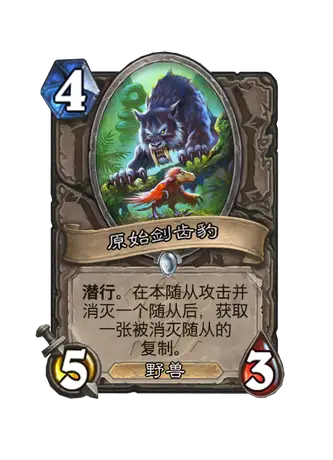 4
原始剑齿豹
潜行。在本随从攻击并
消灭一个随从后，获取
一张被消灭随从的
复制。
5
野兽
3